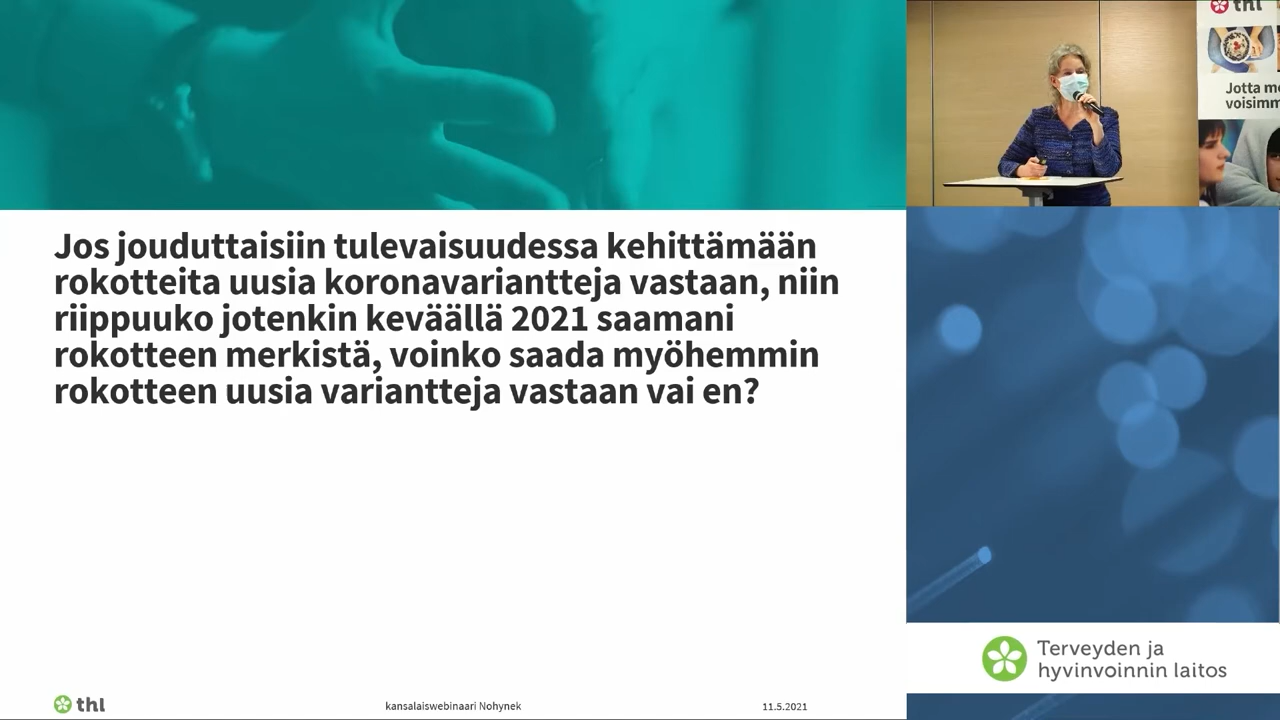 Jos jouduttaisiin tulevaisuudessa kehittämään
rokotteita uusia koronavariantteja vastaan, niin
riippuuko jotenkin keväällä 2021 saamani
rokotteen merkistä, voinko saada myöhemmin
rokotteen uusia variantteja vastaan vai en?
thl
kansalaiswebinaari Nohynek
11.5.2021
thl
Jotta me
voisimm
Terveyden ja
hyvinvoinnin laitos